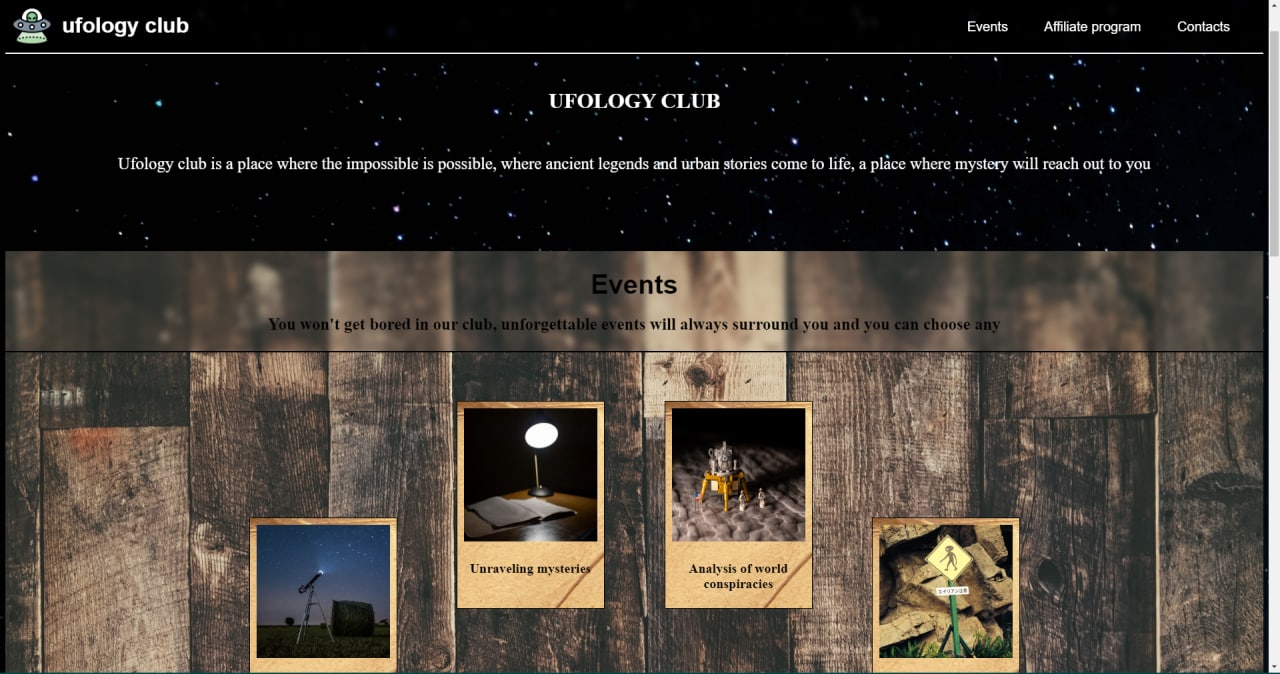 ufology club
Events
Affiliate program
Contacts
UFOLOGY CLUB
Ufology club is a place where the impossible is possible, where ancient legends and urban stories come to life, a place where mystery will reach out to you
Events
You won't get bored in our club, unforgettable events will always surround you and you can choose any
Unraveling mysteries
Analysis of world
conspiracies
エイリアン注意